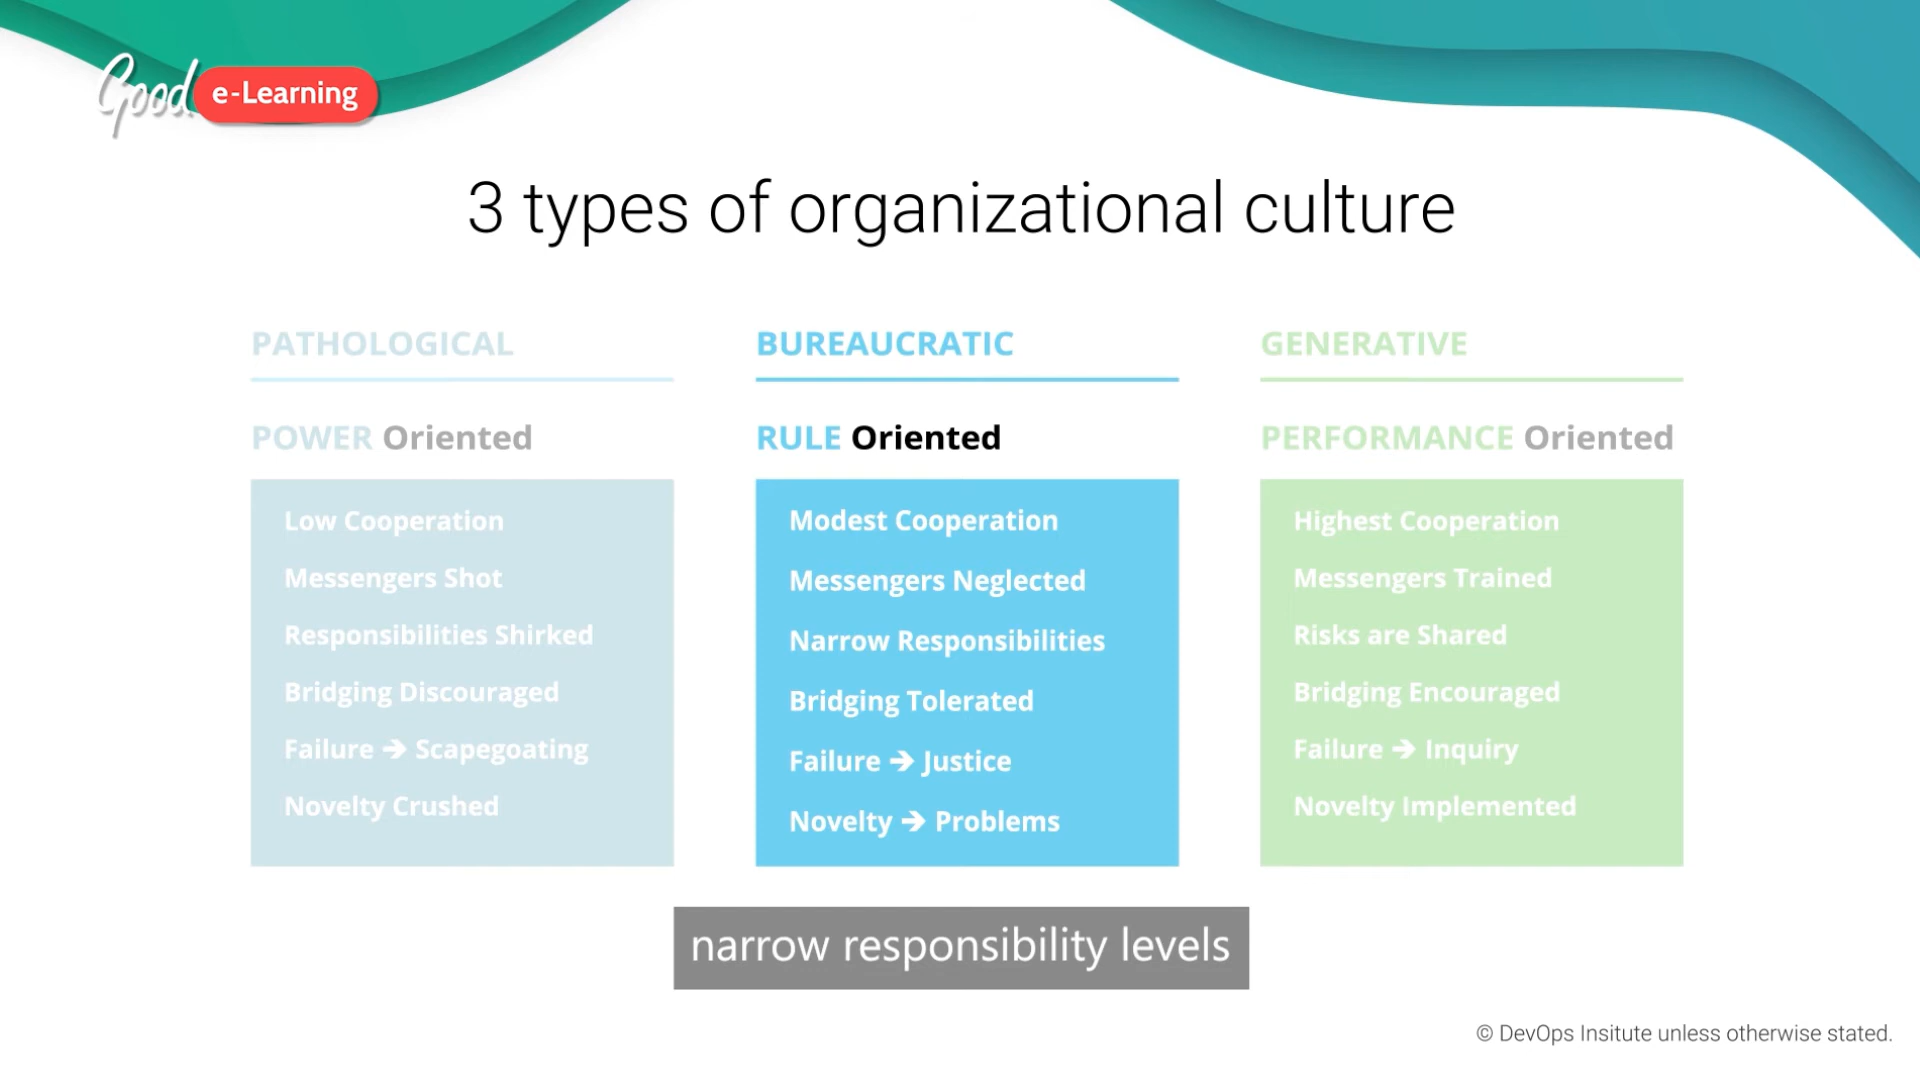 Good e-Learning
3 types of organizational culture
PATHOLOGICAL
POWER Oriented
Low Cooperation
Messengers Shot
Responsibilities Shirked
Bridging Discouraged
Failure ➔ Scapegoating
Novelty Crushed
BUREAUCRATIC
RULE Oriented
Modest Cooperation
Messengers Neglected
Narrow Responsibilities
Bridging Tolerated
Failure ➔ Justice
Novelty ➔ Problems
GENERATIVE
PERFORMANCE Oriented
Highest Cooperation
Messengers Trained
Risks are Shared
Bridging Encouraged
Failure ➔ Inquiry
Novelty Implemented
narrow responsibility levels
© DevOps Insitute unless otherwise stated.